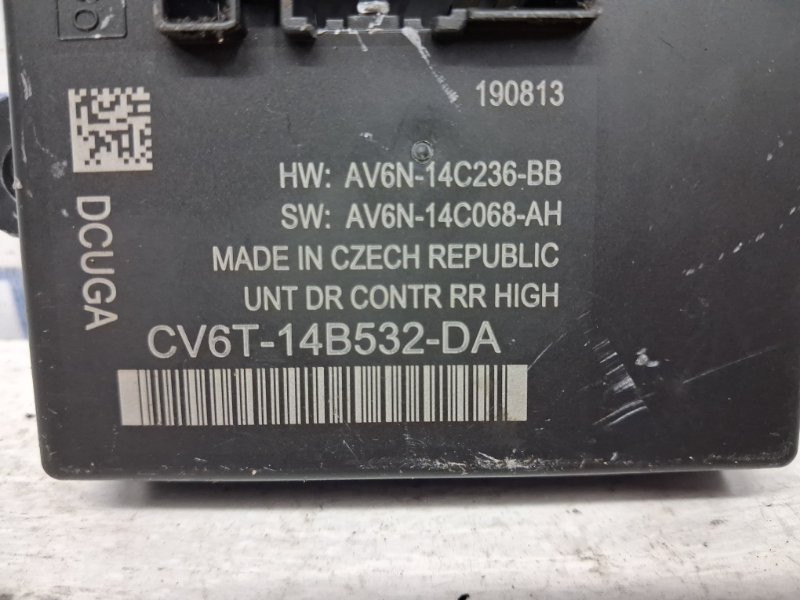 190813
HW: AV6N-14C236-BB
SW: AV6N-14C068-AH
MADE IN CZECH REPUBLIC
UNT DR CONTR RR HIGH
CV6T-14B532-DA
DCUGA